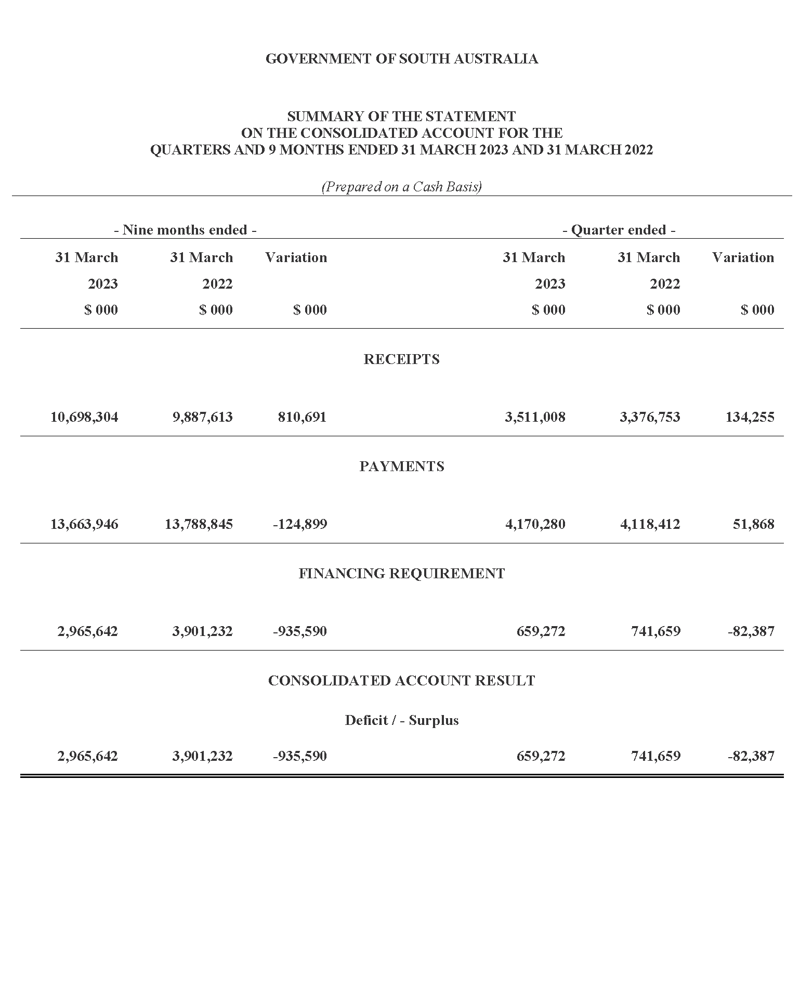 GOVERNMENT OF SOUTH AUSTRALIA
SUMMARY OF THE STATEMENT
ON THE CONSOLIDATED ACCOUNT FOR THE
QUARTERS AND 9 MONTHS ENDED 31 MARCH 2023 AND 31 MARCH 2022
(Prepared on a Cash Basis)
- Nine months ended - - Quarter ended -
31 March 31 March Variation 31 March 31 March Variation
2023 2022 2023 2022
$ 000 $ 000 $ 000 $ 000 $ 000 $ 000
RECEIPTS
10,698,304 9,887,613 810,691 3,511,008 3,376,753 134,255
PAYMENTS
13,663,946 13,788,845 -124,899 4,170,280 4,118,412 51,868
FINANCING REQUIREMENT
2,965,642 3,901,232 -935,590 659,272 741,659 -82,387
CONSOLIDATED ACCOUNT RESULT
Deficit / - Surplus
2,965,642 3,901,232 -935,590 659,272 741,659 -82,387